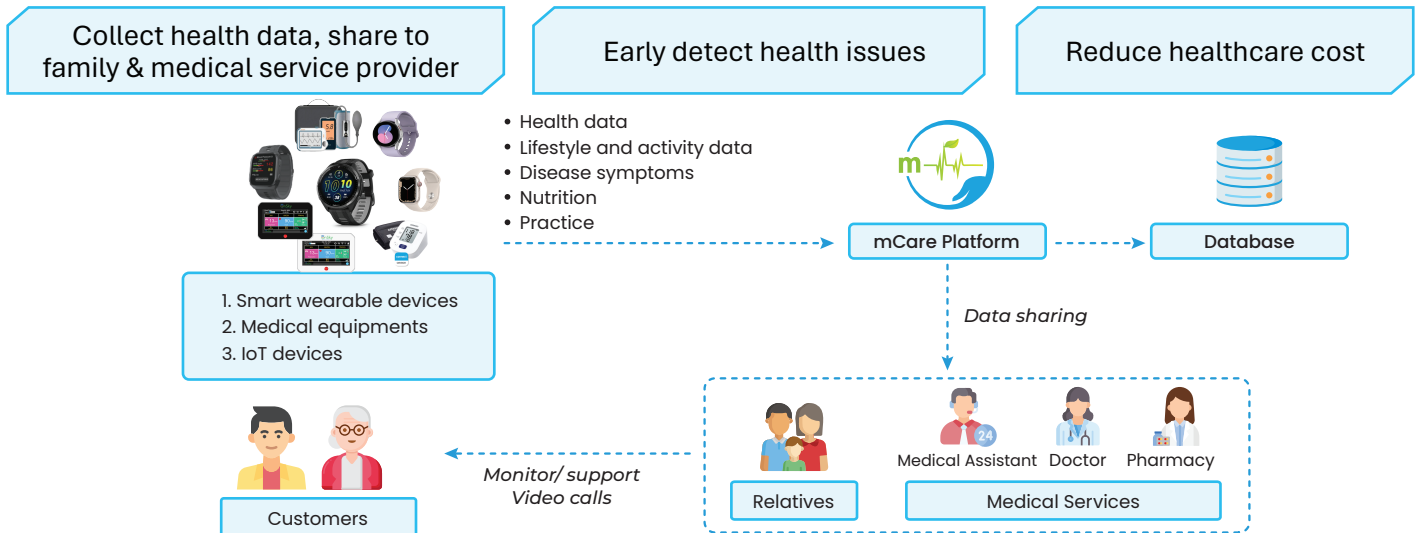 Collect health data, share to
family & medical service provider
Early detect health issues
Reduce healthcare cost
• Health data
• Lifestyle and activity data
• Disease symptoms
• Nutrition
• Practice
m
mCare Platform
Database
1. Smart wearable devices
2. Medical equipments
3. IoT devices
Data sharing
24
Medical Assistant
Doctor
Pharmacy
Relatives
Medical Services
Monitor/ support
Video calls
Customers